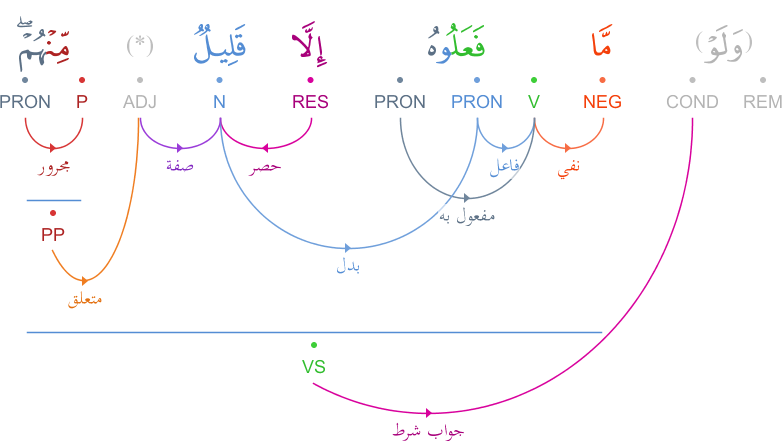 (وَلَوْ) مَّا فَعَلُوهُ إِلَّا قَلِيلٌ (*) مِّنْهُمْ ۖ
REM COND NEG V PRON PRON RES N ADJ P PRON
نفي فاعل حصر صفة مجرور
مفعول به
PP
بدل
متعلق
VS
جواب شرط